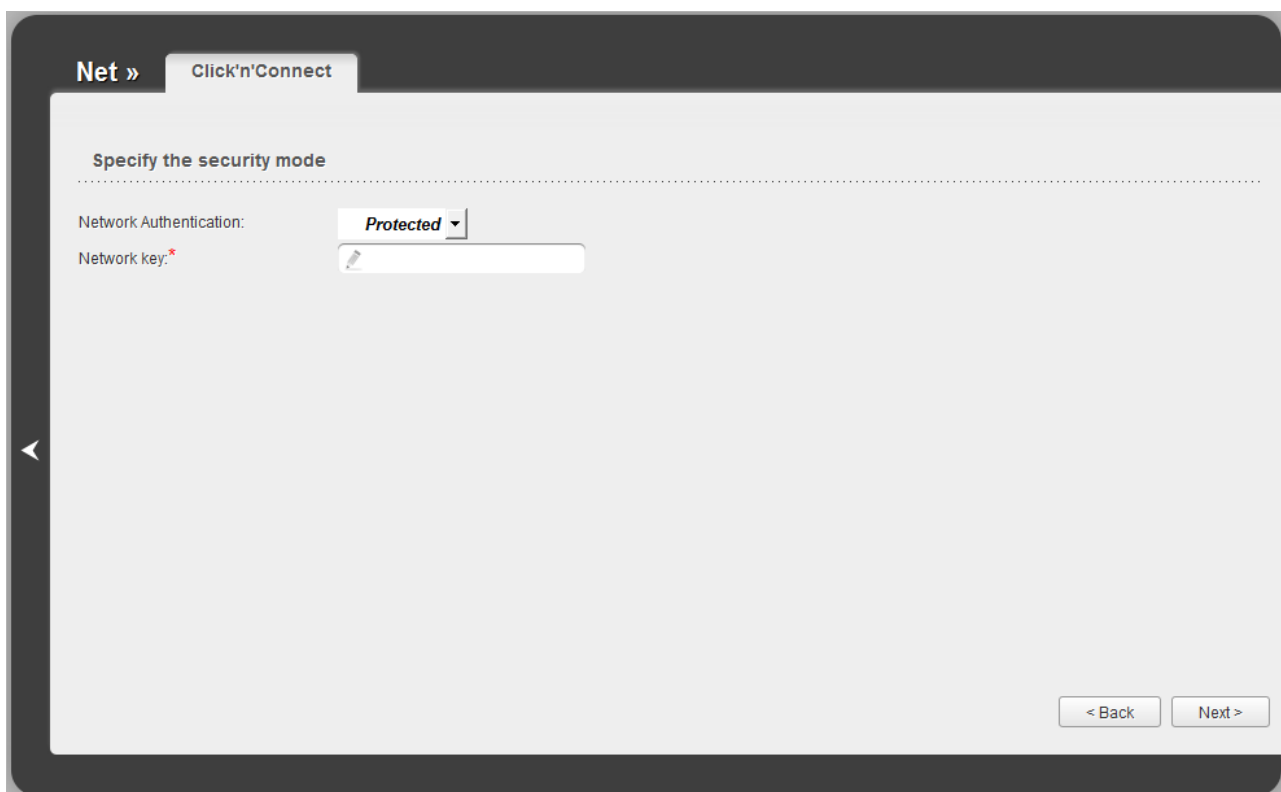 Net » Click'n'Connect
Specify the security mode
Network Authentication: Protected
Network key:*
< Back Next >